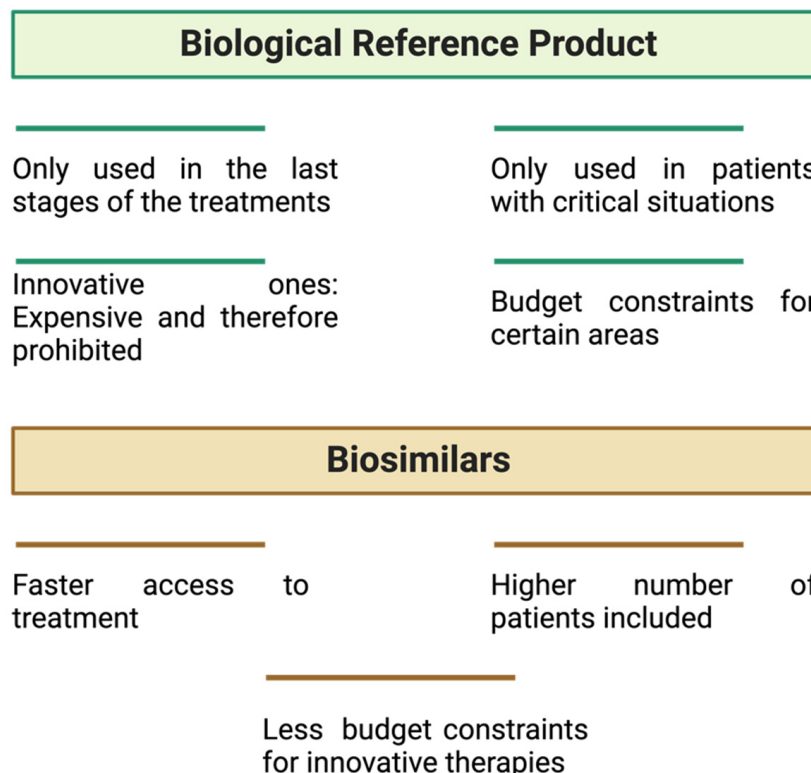 Biological Reference Product
Only used in the last
stages of the treatments
Only used in patients
with critical situations
Innovative ones:
Expensive and therefore
prohibited
Budget constraints for
certain areas
Biosimilars
Faster access to
treatment
Higher number of
patients included
Less budget constraints
for innovative therapies